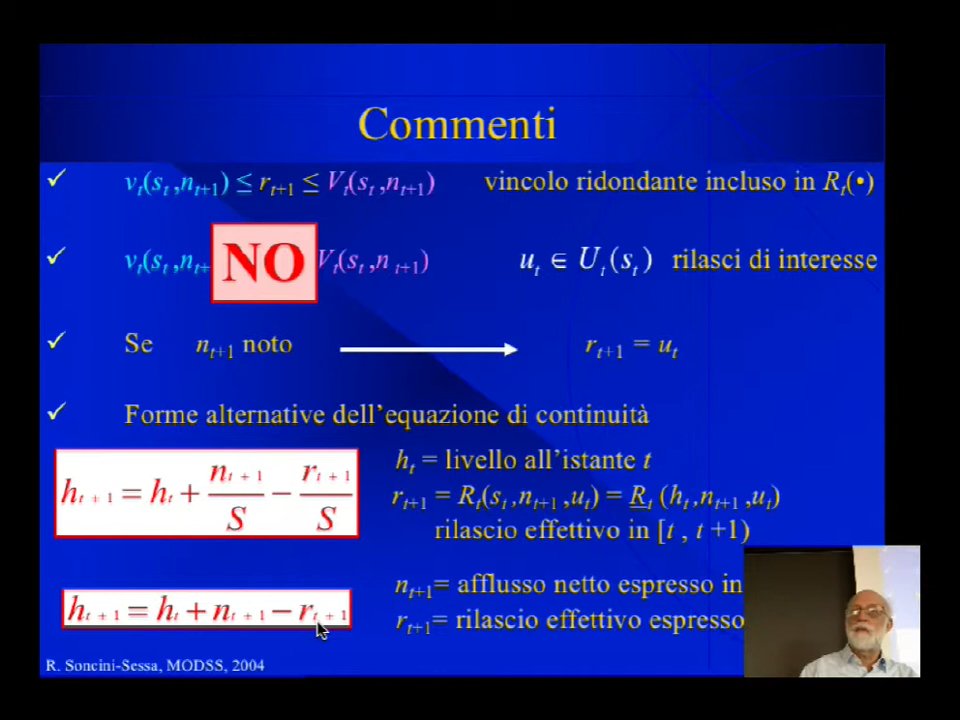 Commenti
✓ vₜ(sₜ ,nₜ₊₁) ≤ rₜ₊₁ ≤ Vₜ(sₜ ,nₜ₊₁) vincolo ridondante incluso in Rₜ(•)
✓ vₜ(sₜ,nₜ₊ NO Vₜ(sₜ,n ₜ₊₁) uₜ ∈ Uₜ(sₜ) rilasci di interesse
✓ Se nₜ₊₁ noto → rₜ₊₁ = uₜ
✓ Forme alternative dell'equazione di continuità
hₜ₊₁ = hₜ + nₜ₊₁/S − rₜ₊₁/S
hₜ = livello all'istante t
rₜ₊₁ = Rₜ(sₜ,nₜ₊₁,uₜ) = R̲ₜ (hₜ,nₜ₊₁,uₜ)
rilascio effettivo in [t , t +1)
hₜ₊₁ = hₜ + nₜ₊₁ − rₜ₊₁
nₜ₊₁= afflusso netto espresso in
rₜ₊₁= rilascio effettivo espresso
R. Soncini-Sessa, MODSS, 2004